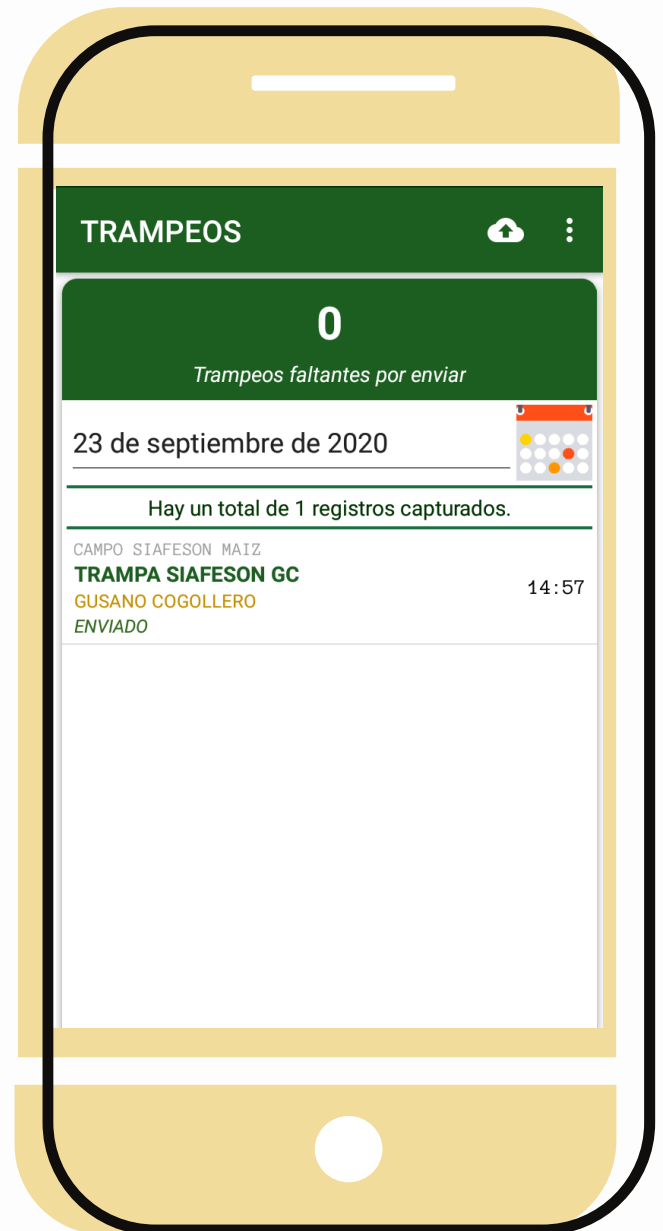 TRAMPEOS
0
Trampeos faltantes por enviar
23 de septiembre de 2020
Hay un total de 1 registros capturados.
CAMPO SIAFESON MAIZ
TRAMPA SIAFESON GC
14:57
GUSANO COGOLLERO
ENVIADO